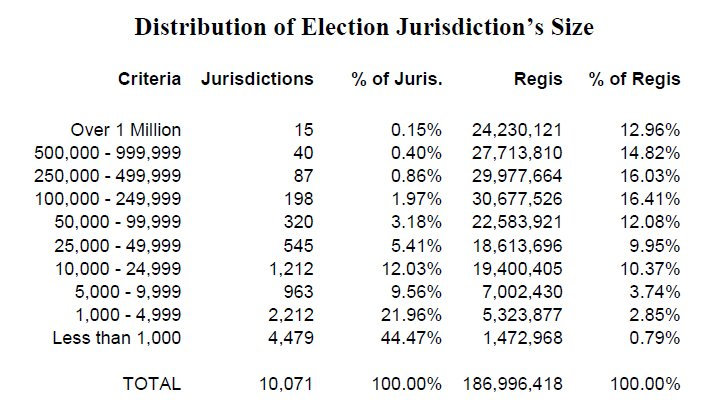 Distribution of Election Jurisdiction's Size
Criteria Jurisdictions % of Juris. Regis % of Regis
Over 1 Million 15 0.15% 24,230,121 12.96%
500,000 - 999,999 40 0.40% 27,713,810 14.82%
250,000 - 499,999 87 0.86% 29,977,664 16.03%
100,000 - 249,999 198 1.97% 30,677,526 16.41%
50,000 - 99,999 320 3.18% 22,583,921 12.08%
25,000 - 49,999 545 5.41% 18,613,696 9.95%
10,000 - 24,999 1,212 12.03% 19,400,405 10.37%
5,000 - 9,999 963 9.56% 7,002,430 3.74%
1,000 - 4,999 2,212 21.96% 5,323,877 2.85%
Less than 1,000 4,479 44.47% 1,472,968 0.79%
TOTAL 10,071 100.00% 186,996,418 100.00%